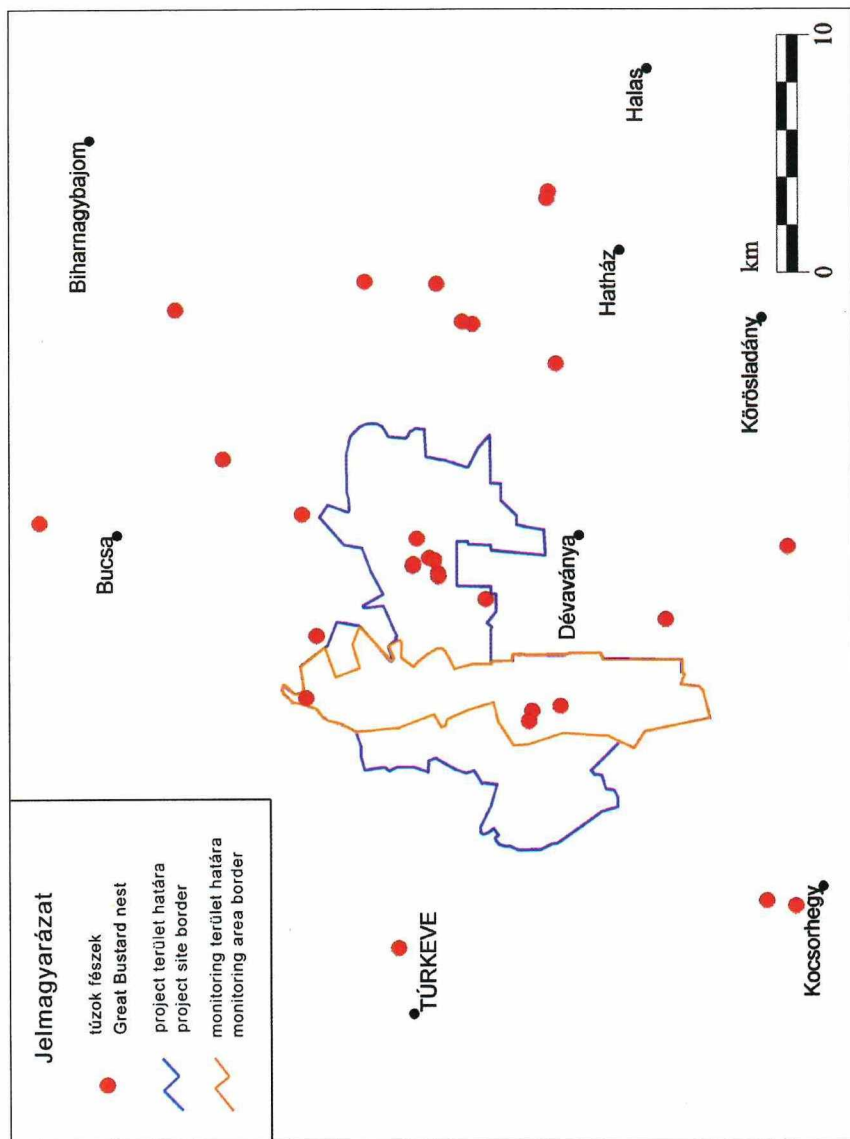 Jelmagyarázat
túzok fészek
Great Bustard nest
project terület határa
project site border
monitoring terület határa
monitoring area border
Biharnagybajom
Bucsa
TÚRKEVE
Halas
Hatház
Dévaványa
Körösladány
Kocsorhegy
km
0
10